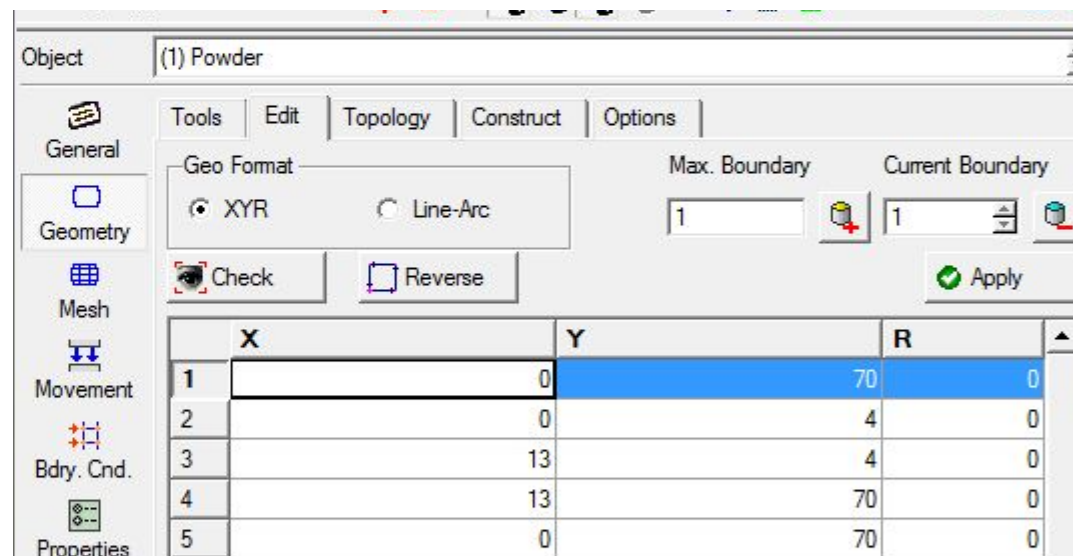 Object (1) Powder
General
Geometry
Mesh
Movement
Bdry. Cnd.
Properties
Tools Edit Topology Construct Options
Geo Format Max. Boundary Current Boundary
XYR Line-Arc 1 1
Check Reverse Apply
X Y R
1 0 70 0
2 0 4 0
3 13 4 0
4 13 70 0
5 0 70 0